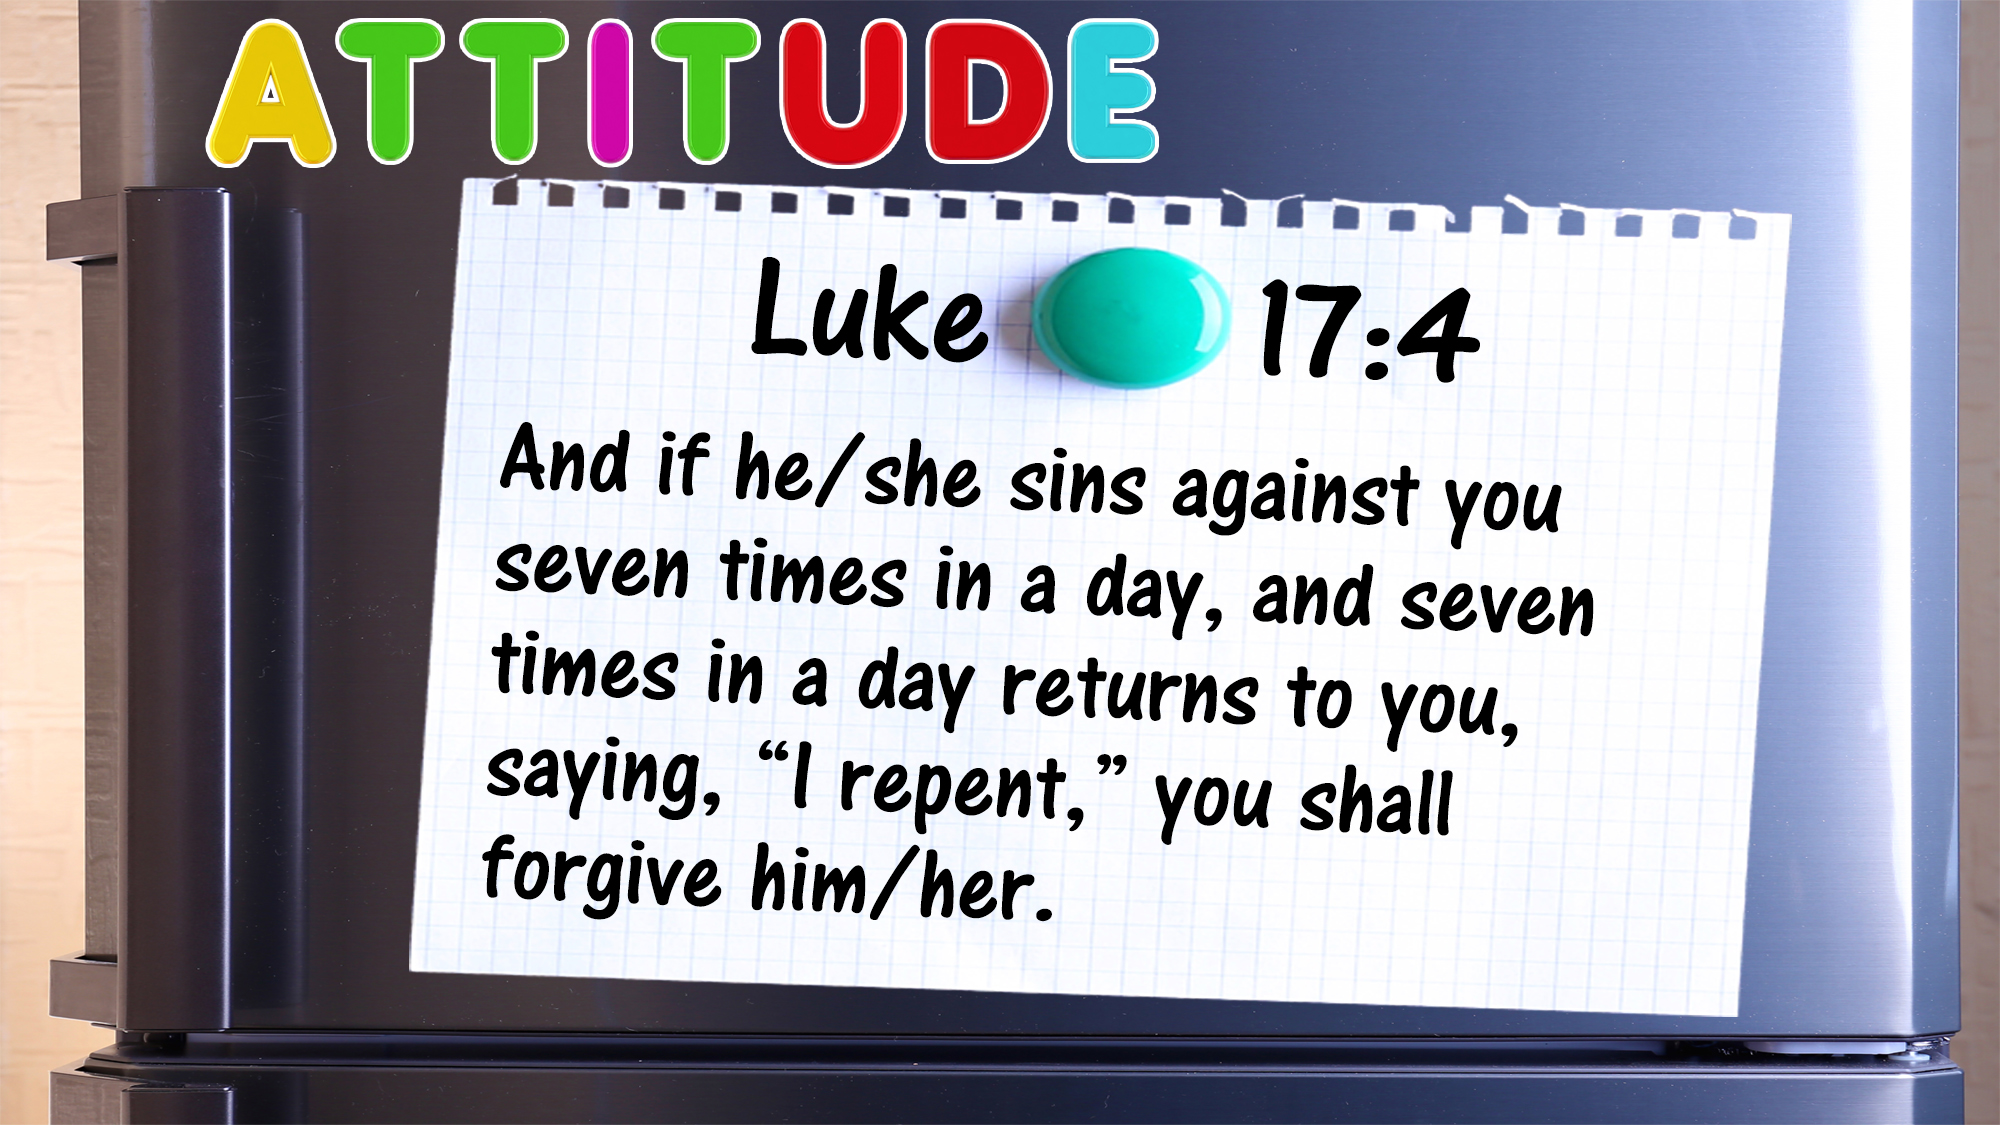 ATTITUDE
Luke 17:4
And if he/she sins against you
seven times in a day, and seven
times in a day returns to you,
saying, “I repent,” you shall
forgive him/her.